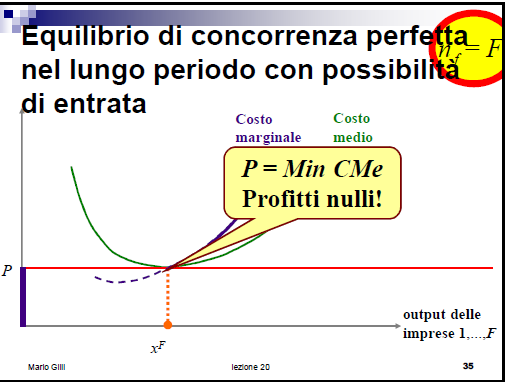 Equilibrio di concorrenza perfetta
nel lungo periodo con possibilità
di entrata
n_f = F
Costo
marginale
Costo
medio
P = Min CMe
Profitti nulli!
P
output delle
imprese 1,...,F
x^F
Mario Gilli
lezione 20
35